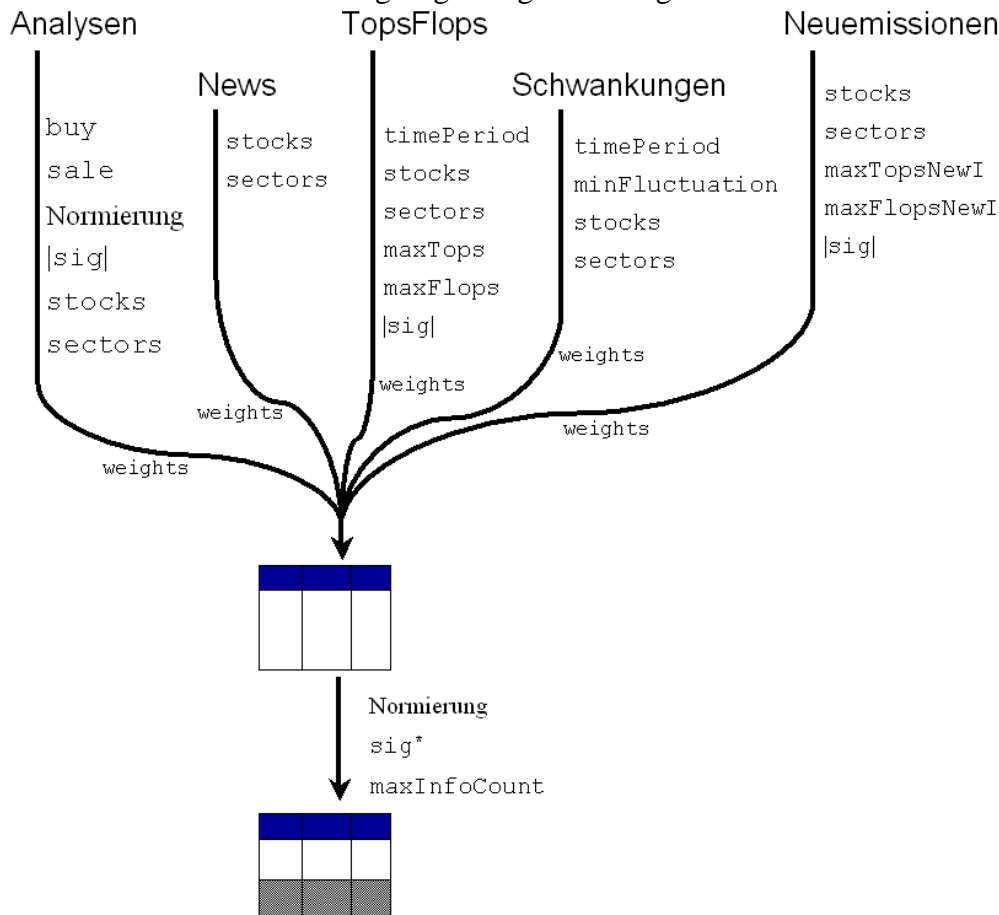 Analysen
TopsFlops
Neuemissionen
News
Schwankungen
buy
sale
Normierung
|sig|
stocks
sectors
weights
stocks
sectors
weights
timePeriod
stocks
sectors
maxTops
maxFlops
|sig|
weights
timePeriod
minFluctuation
stocks
sectors
weights
stocks
sectors
maxTopsNewI
maxFlopsNewI
|sig|
weights
Normierung
sig*
maxInfoCount